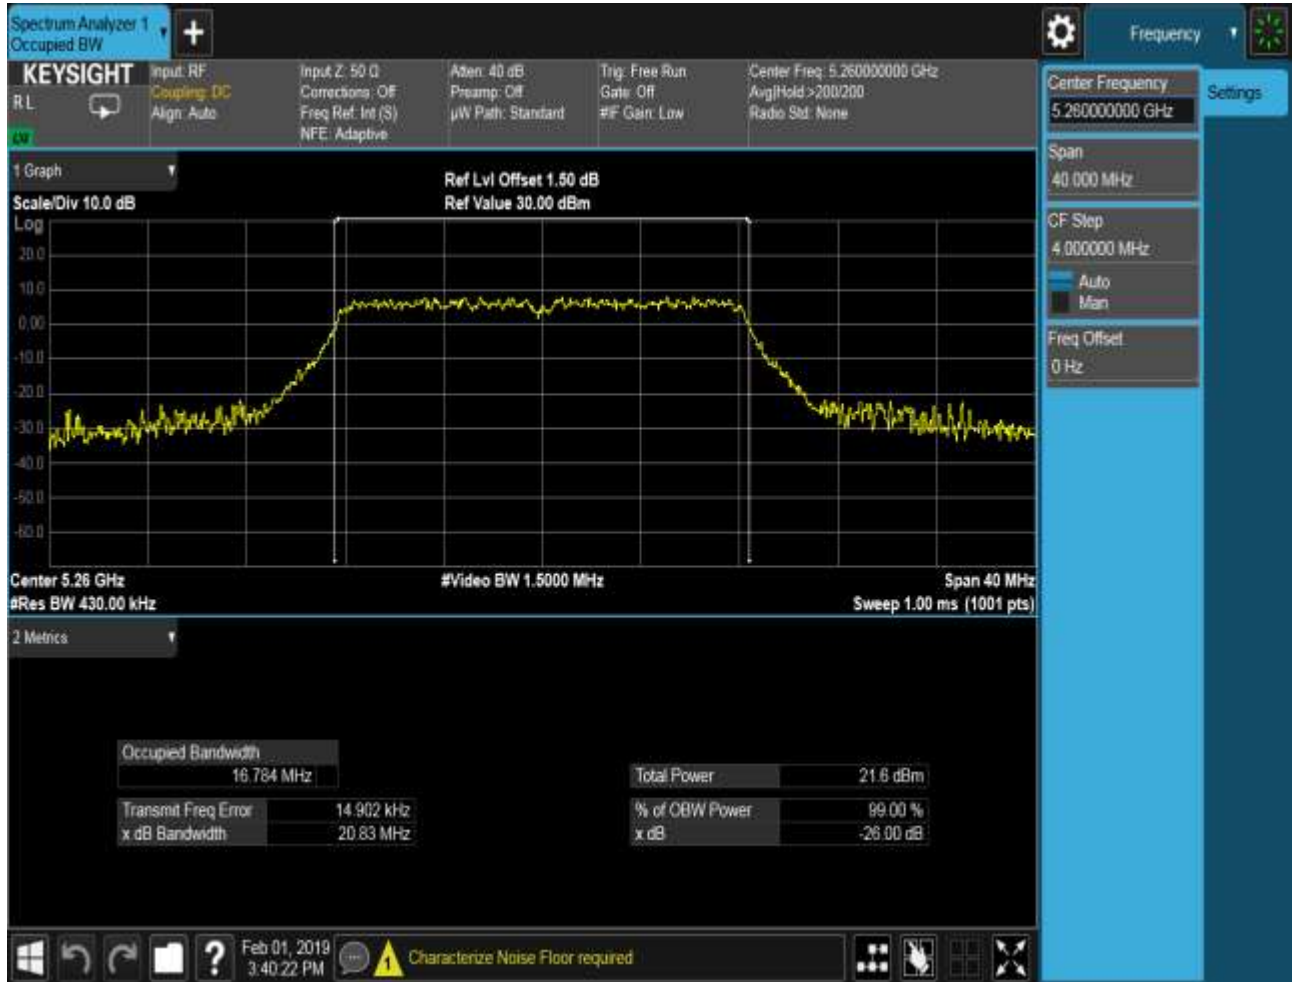 Spectrum Analyzer 1
Occupied BW
Frequency
KEYSIGHT
R L
Input: RF
Coupling: DC
Align: Auto
Input Z: 50 Ω
Corrections: Off
Freq Ref: Int (S)
NFE: Adaptive
Atten: 40 dB
Preamp: Off
µW Path: Standard
Trig: Free Run
Gate: Off
#IF Gain: Low
Center Freq: 5.260000000 GHz
Avg|Hold:>200/200
Radio Std: None
Center Frequency
5.260000000 GHz
Settings
Span
40.000 MHz
CF Step
4.000000 MHz
Auto
Man
Freq Offset
0 Hz
1 Graph
Scale/Div 10.0 dB
Ref Lvl Offset 1.50 dB
Ref Value 30.00 dBm
Log
20.0
10.0
0.00
-10.0
-20.0
-30.0
-40.0
-50.0
-60.0
Center 5.26 GHz
#Video BW 1.5000 MHz
Span 40 MHz
#Res BW 430.00 kHz
Sweep 1.00 ms (1001 pts)
2 Metrics
Occupied Bandwidth
16.784 MHz
Total Power 21.6 dBm
Transmit Freq Error 14.902 kHz
% of OBW Power 99.00 %
x dB Bandwidth 20.83 MHz
x dB -26.00 dB
?
Feb 01, 2019
3:40:22 PM
1
Characterize Noise Floor required